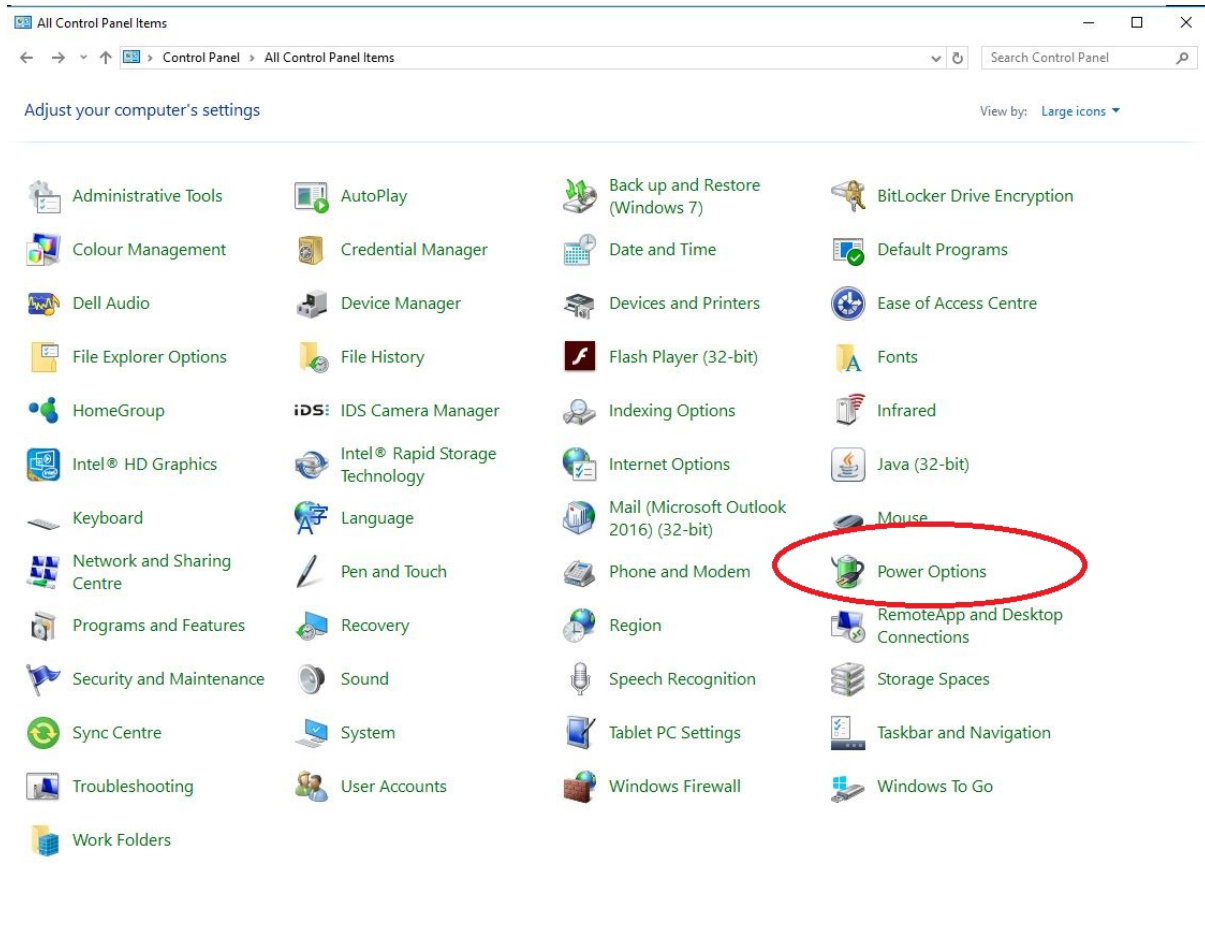 All Control Panel Items
Control Panel > All Control Panel Items
Search Control Panel
Adjust your computer's settings
View by: Large icons
Administrative Tools
AutoPlay
Back up and Restore
(Windows 7)
BitLocker Drive Encryption
Colour Management
Credential Manager
Date and Time
Default Programs
Dell Audio
Device Manager
Devices and Printers
Ease of Access Centre
File Explorer Options
File History
Flash Player (32-bit)
Fonts
HomeGroup
iDS: IDS Camera Manager
Indexing Options
Infrared
Intel® HD Graphics
Intel® Rapid Storage
Technology
Internet Options
Java (32-bit)
Keyboard
Language
Mail (Microsoft Outlook
2016) (32-bit)
Mouse
Network and Sharing
Centre
Pen and Touch
Phone and Modem
Power Options
Programs and Features
Recovery
Region
RemoteApp and Desktop
Connections
Security and Maintenance
Sound
Speech Recognition
Storage Spaces
Sync Centre
System
Tablet PC Settings
Taskbar and Navigation
Troubleshooting
User Accounts
Windows Firewall
Windows To Go
Work Folders